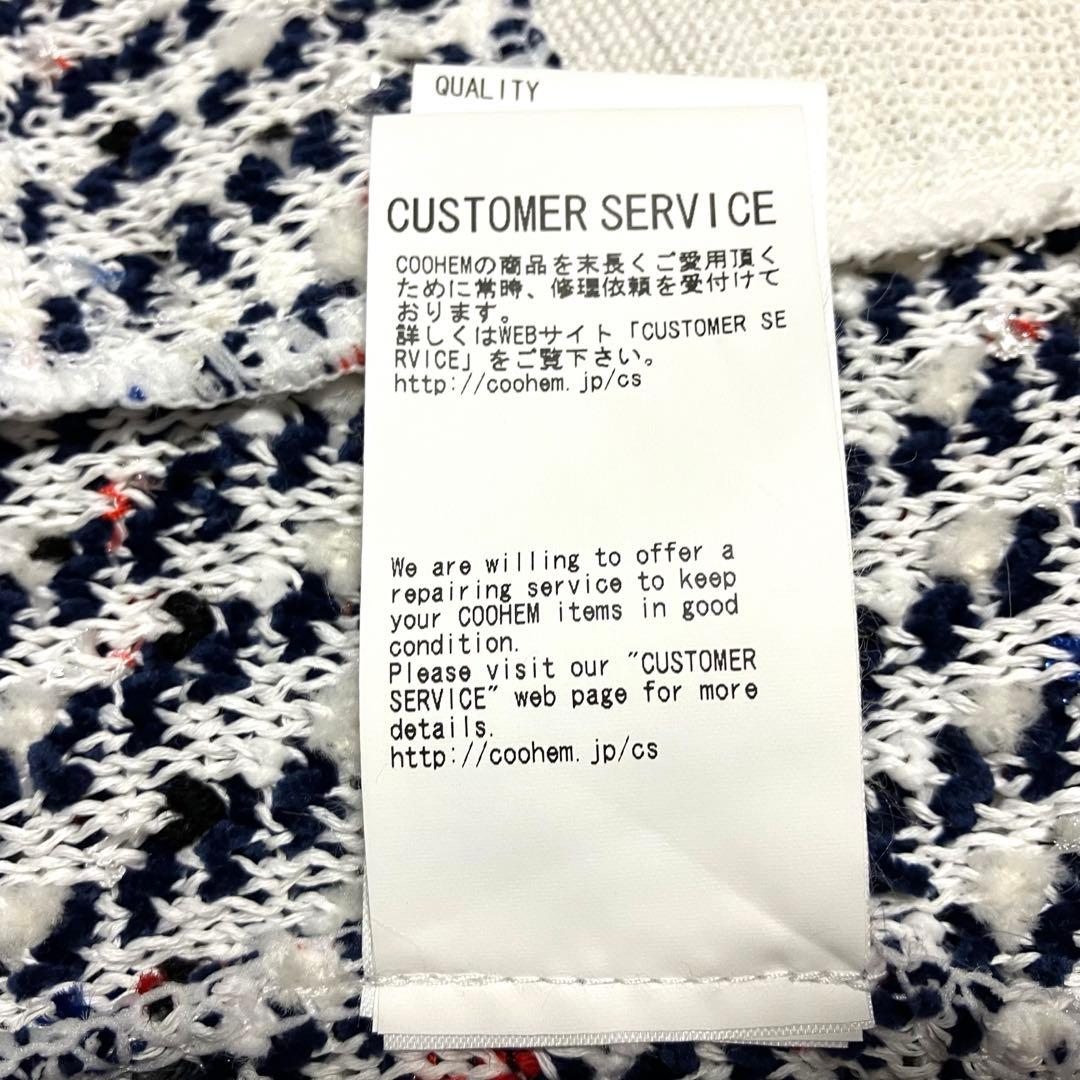 QUALITY
CUSTOMER SERVICE
COOHEMの商品を末長くご愛用頂く
ために常時、修理依頼を受付けて
おります。
詳しくはWEBサイト「CUSTOMER SE
RVICE」をご覧下さい。
http://coohem.jp/cs
We are willing to offer a
repairing service to keep
your COOHEM items in good
condition.
Please visit our "CUSTOMER
SERVICE" web page for more
details.
http://coohem.jp/cs